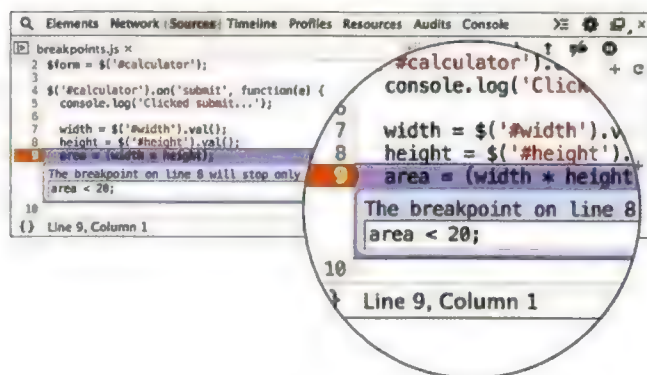 Elements Network Sources Timeline Profiles Resources Audits Console
breakpoints.js ×
2 $form = $('#calculator');
3
4 $('#calculator').on('submit', function(e) {
5 console.log('Clicked submit...');
6
7 width = $('#width').val();
8 height = $('#height').val();
9 area = (width * height);
The breakpoint on line 8 will stop only
area < 20;
10
{} Line 9, Column 1
#calculator')
console.log('Click
6
7 width = $('#width').v
8 height = $('#height').
9 area = (width * height
The breakpoint on line 8
area < 20;
10
} Line 9, Column 1